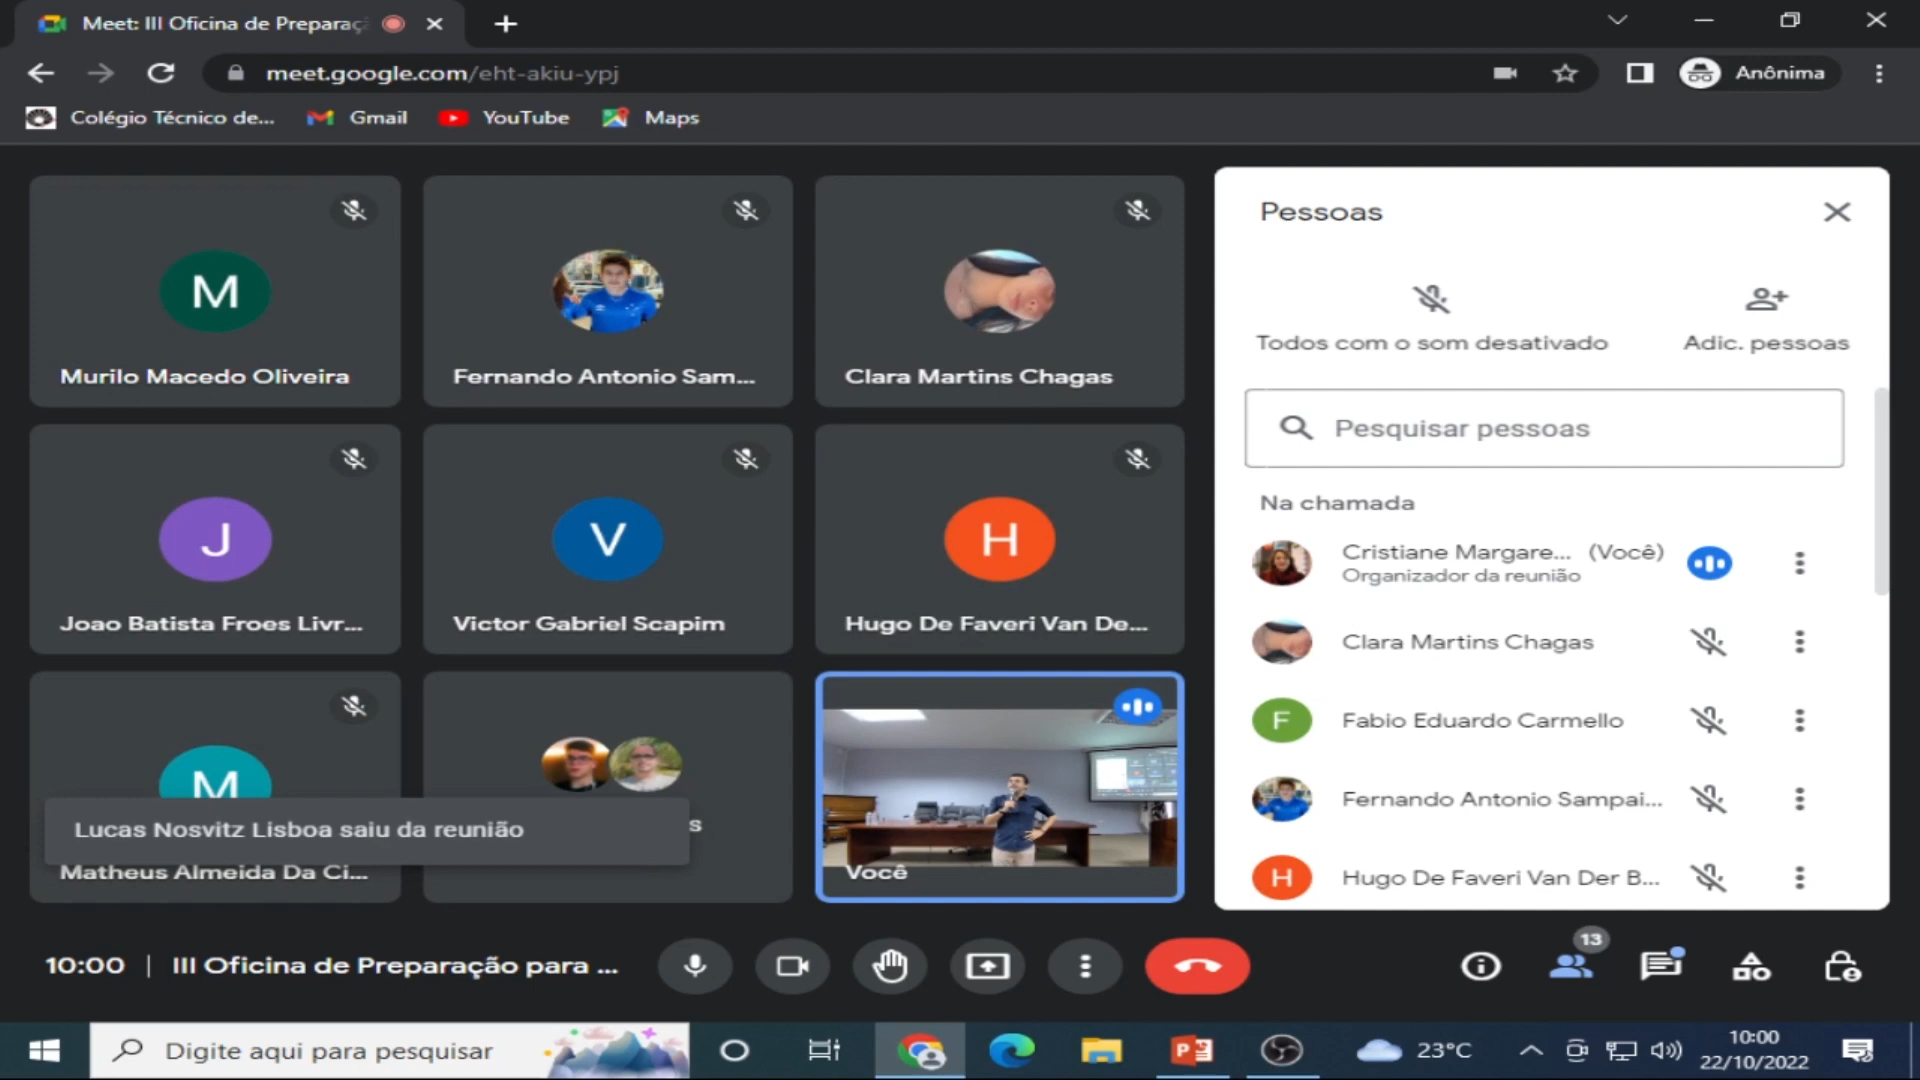 Meet: III Oficina de Preparaçã
meet.google.com/eht-akiu-ypj
Anônima
Colégio Técnico de...
Gmail
YouTube
Maps
M
Murilo Macedo Oliveira
Fernando Antonio Sam...
Clara Martins Chagas
J
Joao Batista Froes Livr...
V
Victor Gabriel Scapim
H
Hugo De Faveri Van De...
M
Matheus Almeida Da Ci...
Lucas Nosvitz Lisboa saiu da reunião
s
Você
Pessoas
Todos com o som desativado
Adic. pessoas
Pesquisar pessoas
Na chamada
Cristiane Margare... (Você)
Organizador da reunião
Clara Martins Chagas
F
Fabio Eduardo Carmello
Fernando Antonio Sampai...
H
Hugo De Faveri Van Der B...
10:00 | III Oficina de Preparação para ...
13
Digite aqui para pesquisar
23°C
10:00
22/10/2022